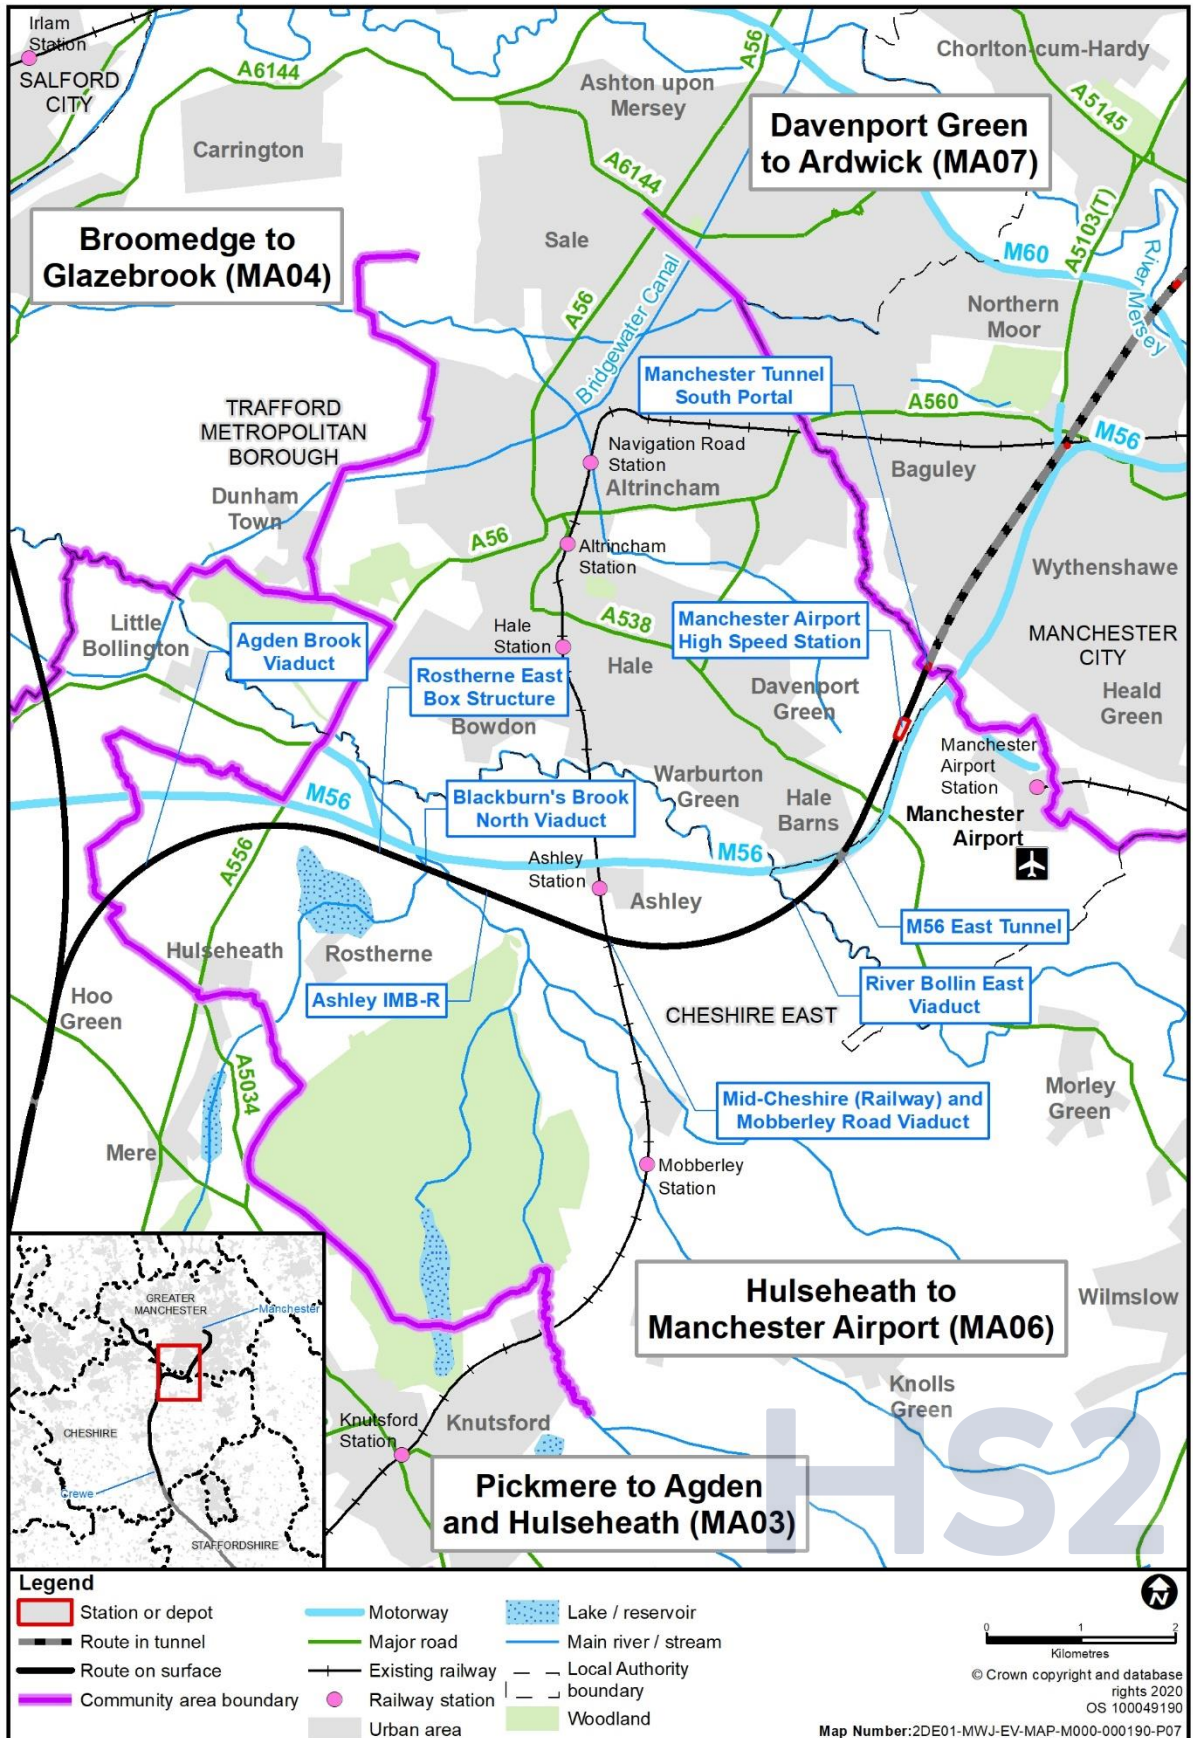 Irlam
Station
SALFORD
CITY
A6144
Carrington
Ashton upon
Mersey
A56
Chorlton-cum-Hardy
A5145
Davenport Green
to Ardwick (MA07)
A6144
Broomedge to
Glazebrook (MA04)
Sale
A5103(T)
M60
River Mersey
Northern
Moor
A56
Bridgewater Canal
Manchester Tunnel
South Portal
A560
M56
TRAFFORD
METROPOLITAN
BOROUGH
Navigation Road
Station
Altrincham
Baguley
Dunham
Town
A56
Altrincham
Station
Wythenshawe
Little
Bollington
Agden Brook
Viaduct
Hale
Station
A538
Manchester Airport
High Speed Station
MANCHESTER
CITY
Rostherne East
Box Structure
Hale
Bowdon
Davenport
Green
Heald
Green
Manchester
Airport
Station
Manchester
Airport
M56
Blackburn's Brook
North Viaduct
Warburton
Green
Hale
Barns
M56
A556
Ashley
Station
Ashley
M56 East Tunnel
Hulseheath
Rostherne
Hoo
Green
Ashley IMB-R
River Bollin East
Viaduct
CHESHIRE EAST
A5034
Mid-Cheshire (Railway) and
Mobberley Road Viaduct
Morley
Green
Mere
Mobberley
Station
Hulseheath to
Manchester Airport (MA06)
Wilmslow
GREATER
MANCHESTER
Manchester
CHESHIRE
Crewe
STAFFORDSHIRE
Knolls
Green
Knutsford
Station
Knutsford
Pickmere to Agden
and Hulseheath (MA03)
HS2
Legend
Station or depot
Route in tunnel
Route on surface
Community area boundary
Motorway
Major road
Existing railway
Railway station
Urban area
Lake / reservoir
Main river / stream
Local Authority
boundary
Woodland
N
0 1 2
Kilometres
© Crown copyright and database
rights 2020
OS 100049190
Map Number:2DE01-MWJ-EV-MAP-M000-000190-P07